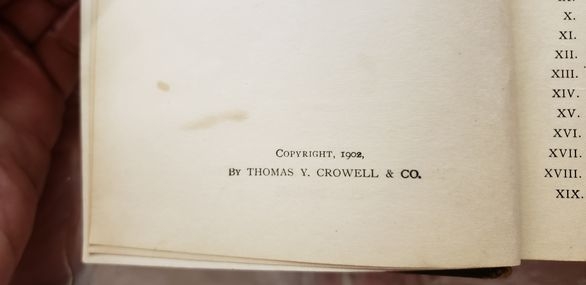 COPYRIGHT, 1902,
BY THOMAS Y. CROWELL & CO.
X.
XI.
XII.
XIII.
XIV.
XV.
XVI.
XVII.
XVIII.
XIX.